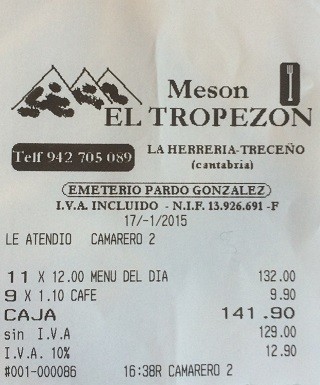 Meson
EL TROPEZON
Telf 942 705 089
LA HERRERIA-TRECEÑO
(cantabria)
EMETERIO PARDO GONZALEZ
I.V.A. INCLUIDO - N.I.F. 13.926.691 -F
17/-1/2015
LE ATENDIO CAMARERO 2
11 X 12.00 MENU DEL DIA 132.00
9 X 1.10 CAFE 9.90
CAJA 141.90
sin I.V.A 129.00
I.V.A. 10% 12.90
#001-000086 16:38R CAMARERO 2